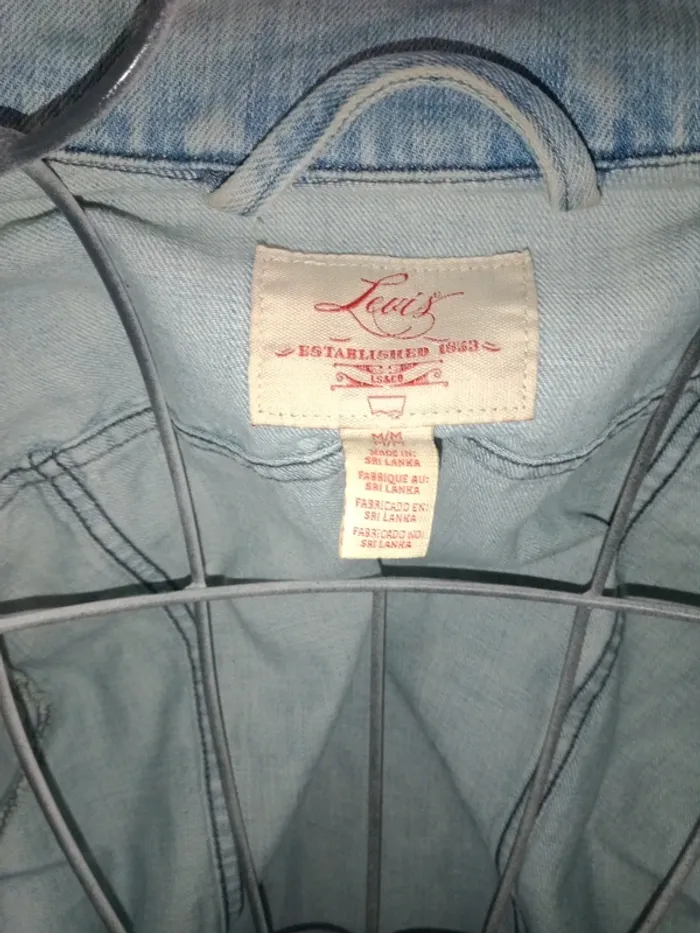 Levi's®
ESTABLISHED 1853
LS&CO
M/M
MADE IN:
SRI LANKA
FABRIQUE AU:
SRI LANKA
FABRICADO EN:
SRI LANKA
FABRICADO NO:
SRI LANKA